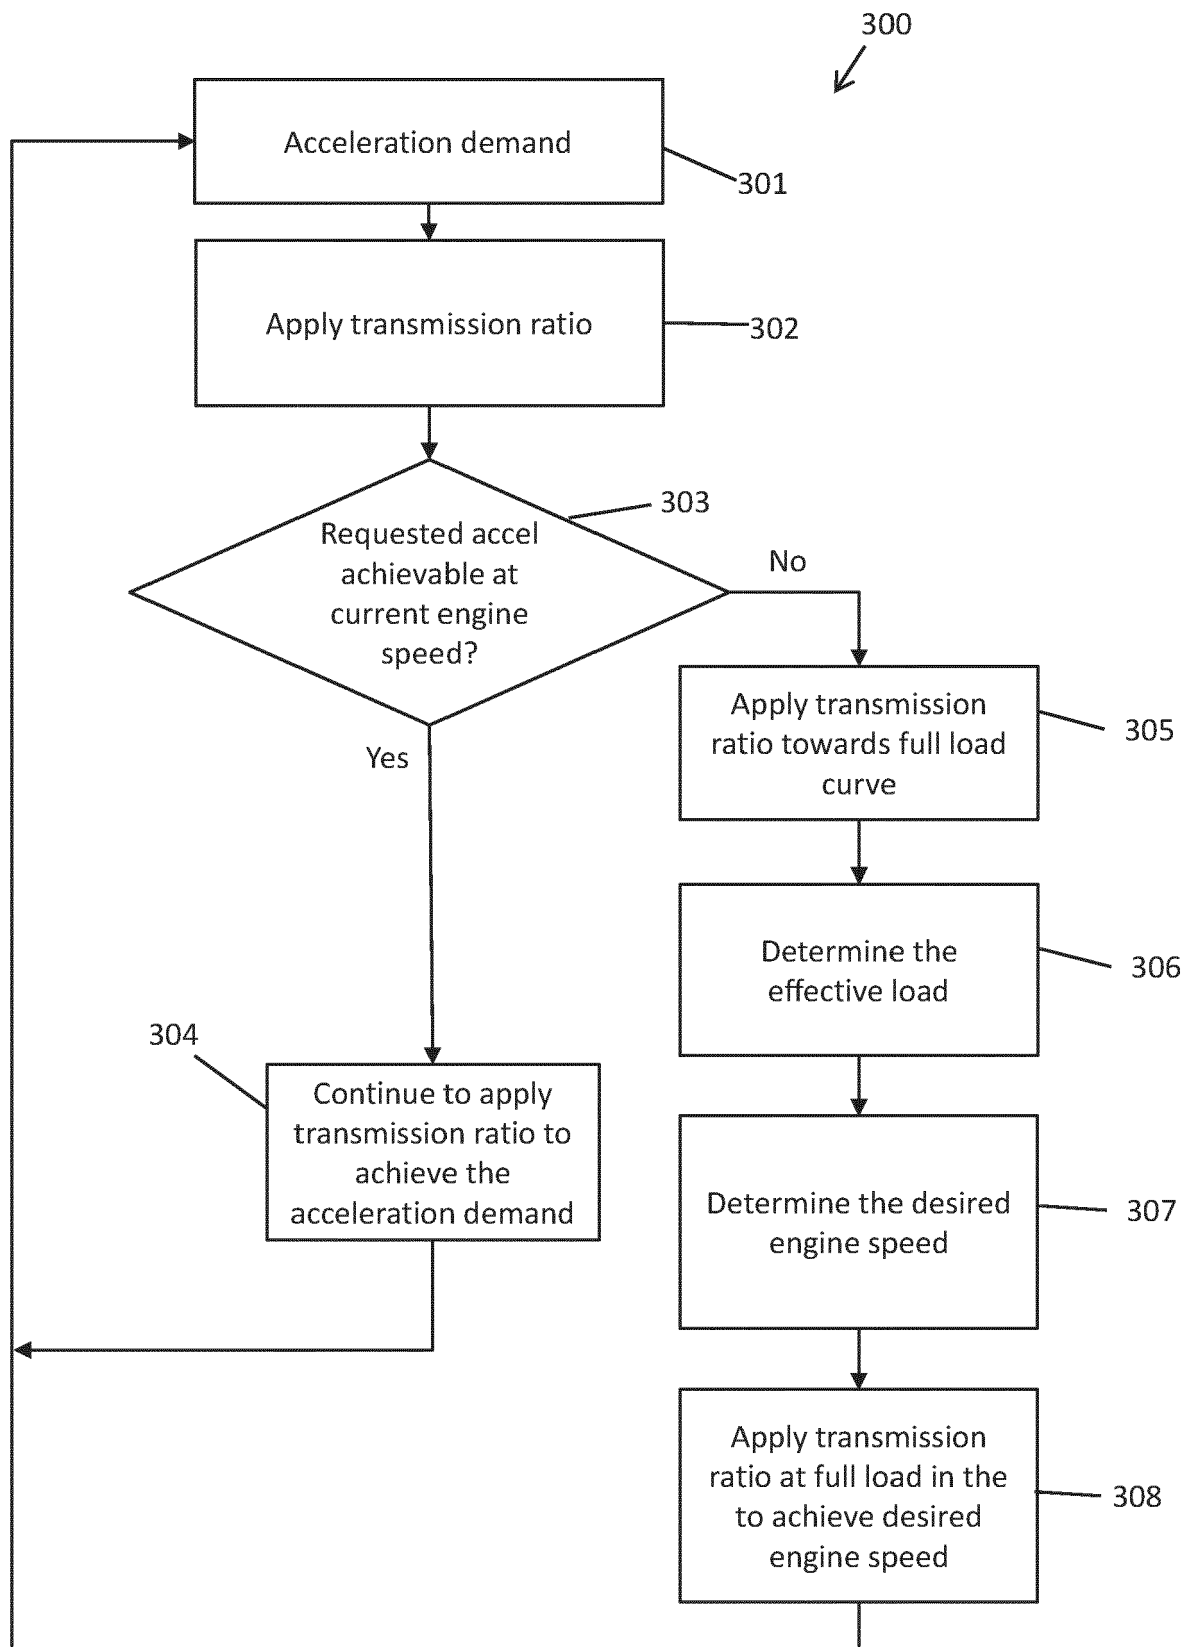 300
Acceleration demand
301
Apply transmission ratio
302
303
Requested accel
achievable at
current engine
speed?
No
Yes
Apply transmission
ratio towards full load
curve
305
Determine the
effective load
306
304
Continue to apply
transmission ratio to
achieve the
acceleration demand
Determine the desired
engine speed
307
Apply transmission
ratio at full load in the
to achieve desired
engine speed
308